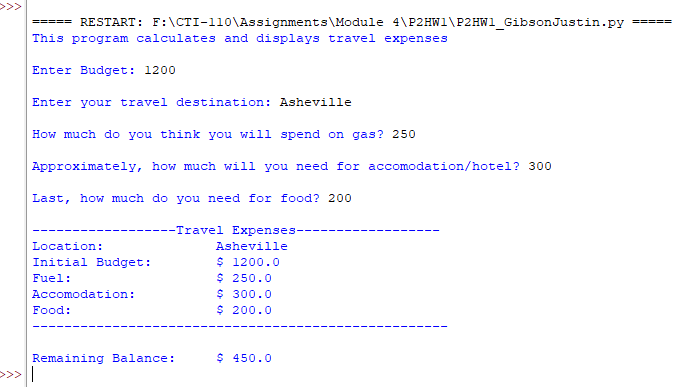 >>>
===== RESTART: F:\CTI-110\Assignments\Module 4\P2HW1\P2HW1_GibsonJustin.py =====
This program calculates and displays travel expenses
Enter Budget: 1200
Enter your travel destination: Asheville
How much do you think you will spend on gas? 250
Approximately, how much will you need for accomodation/hotel? 300
Last, how much do you need for food? 200
------------------Travel Expenses------------------
Location: Asheville
Initial Budget: $ 1200.0
Fuel: $ 250.0
Accomodation: $ 300.0
Food: $ 200.0
----------------------------------------------------
Remaining Balance: $ 450.0
>>>